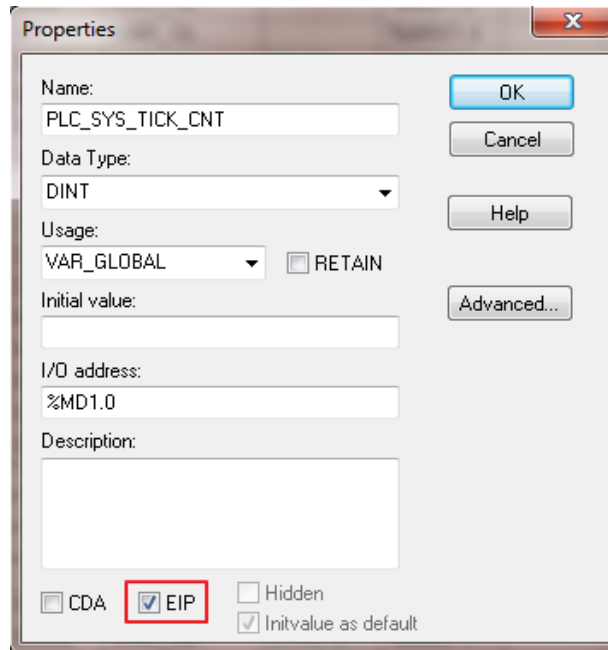 Properties
Name:
PLC_SYS_TICK_CNT
Data Type:
DINT
Usage:
VAR_GLOBAL
RETAIN
Initial value:
I/O address:
%MD1.0
Description:
CDA
EIP
Hidden
Initvalue as default
OK
Cancel
Help
Advanced...